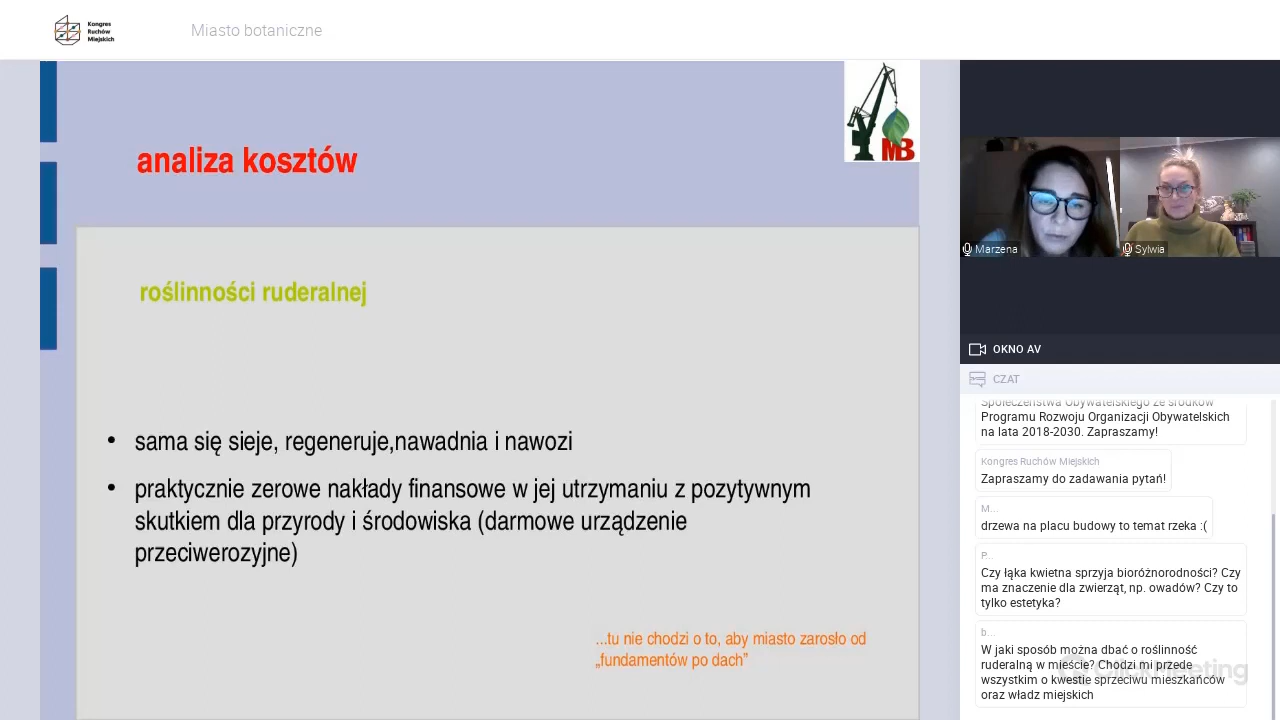 Kongres
Ruchów
Miejskich
Miasto botaniczne
MB
analiza kosztów
roślinności ruderalnej
• sama się sieje, regeneruje,nawadnia i nawozi
• praktycznie zerowe nakłady finansowe w jej utrzymaniu z pozytywnym
skutkiem dla przyrody i środowiska (darmowe urządzenie
przeciwerozyjne)
...tu nie chodzi o to, aby miasto zarosło od
„fundamentów po dach”
Marzena
Sylwia
OKNO AV
CZAT
Społeczeństwa Obywatelskiego ze środków
Programu Rozwoju Organizacji Obywatelskich
na lata 2018-2030. Zapraszamy!
Kongres Ruchów Miejskich
Zapraszamy do zadawania pytań!
M...
drzewa na placu budowy to temat rzeka :(
P...
Czy łąka kwietna sprzyja bioróżnorodności? Czy
ma znaczenie dla zwierząt, np. owadów? Czy to
tylko estetyka?
b...
W jaki sposób można dbać o roślinność
ruderalną w mieście? Chodzi mi przede
wszystkim o kwestie sprzeciwu mieszkańców
oraz władz miejskich
ClickMeeting